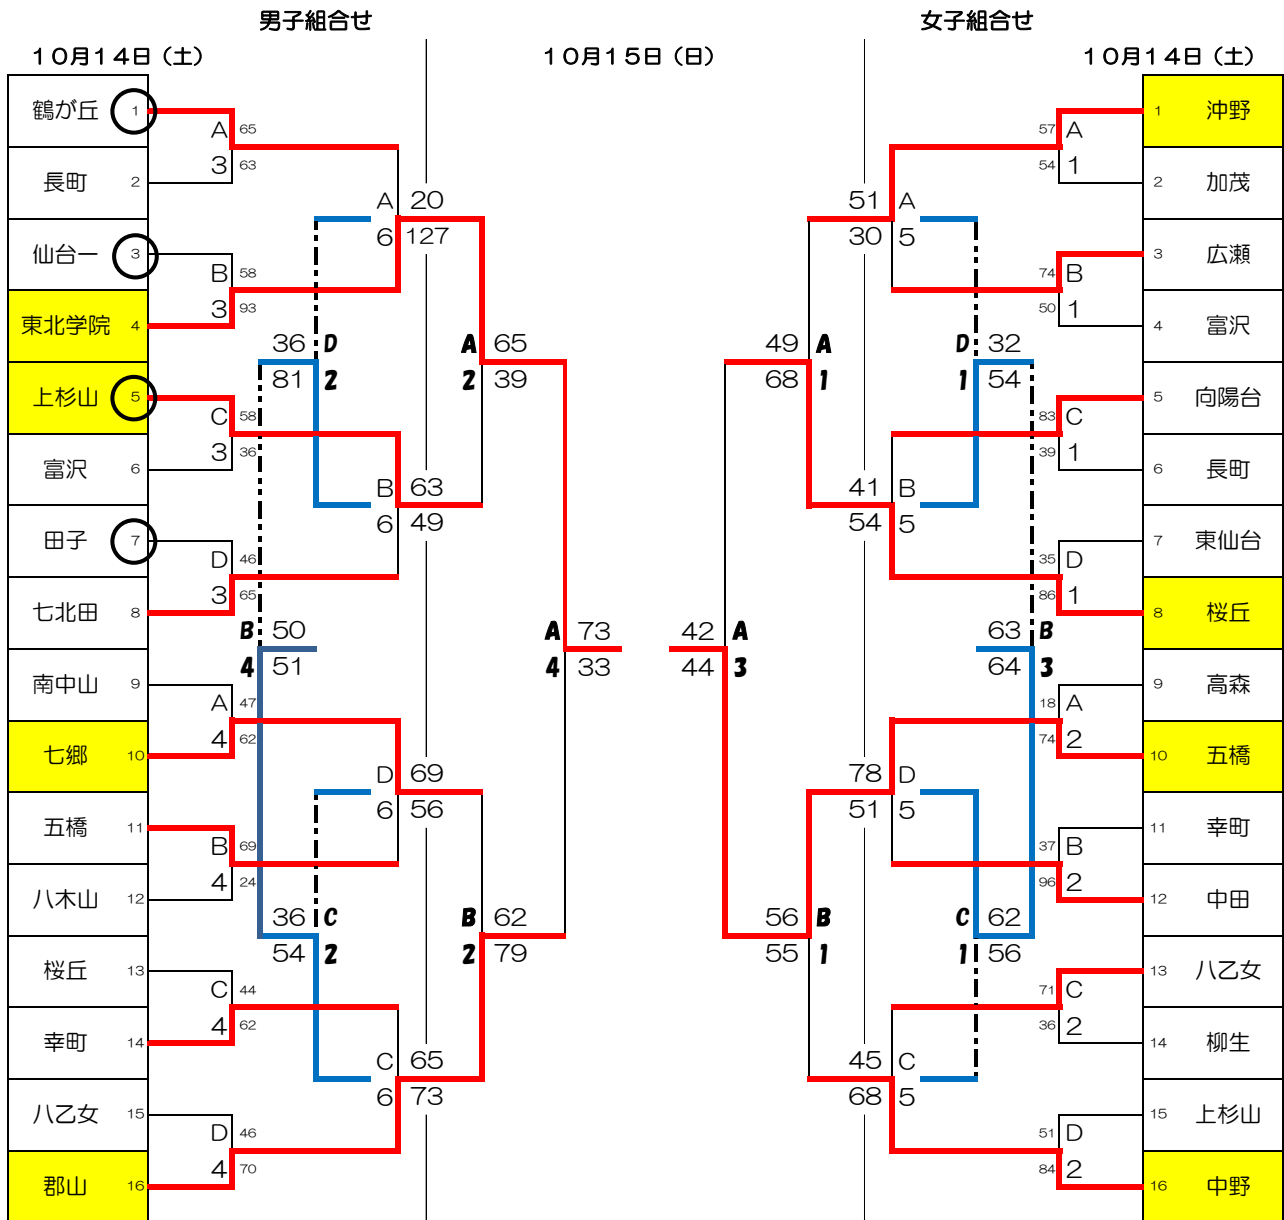 男子組合せ 女子組合せ
10月14日（土） 10月15日（日） 10月14日（土）
鶴が丘 1 1 沖野
A 65 57 A
3 63 54 1
長町 2 2 加茂
A 20 51 A
6 127 30 5
仙台一 3 3 広瀬
B 58 74 B
3 93 50 1
東北学院 4 4 富沢
36 D A 65 49 A D 32
81 2 2 39 68 1 1 54
上杉山 5 5 向陽台
C 58 83 C
3 36 39 1
富沢 6 6 長町
B 63 41 B
6 49 54 5
田子 7 7 東仙台
D 46 35 D
3 65 86 1
七北田 8 8 桜丘
B 50 A 73 42 A 63 B
4 51 4 33 44 3 64 3
南中山 9 9 高森
A 47 18 A
4 62 74 2
七郷 10 10 五橋
D 69 78 D
6 56 51 5
五橋 11 11 幸町
B 69 37 B
4 24 96 2
八木山 12 12 中田
36 C B 62 56 B C 62
54 2 2 79 55 1 1 56
桜丘 13 13 八乙女
C 44 71 C
4 62 36 2
幸町 14 14 柳生
C 65 45 C
6 73 68 5
八乙女 15 15 上杉山
D 46 51 D
4 70 84 2
郡山 16 16 中野